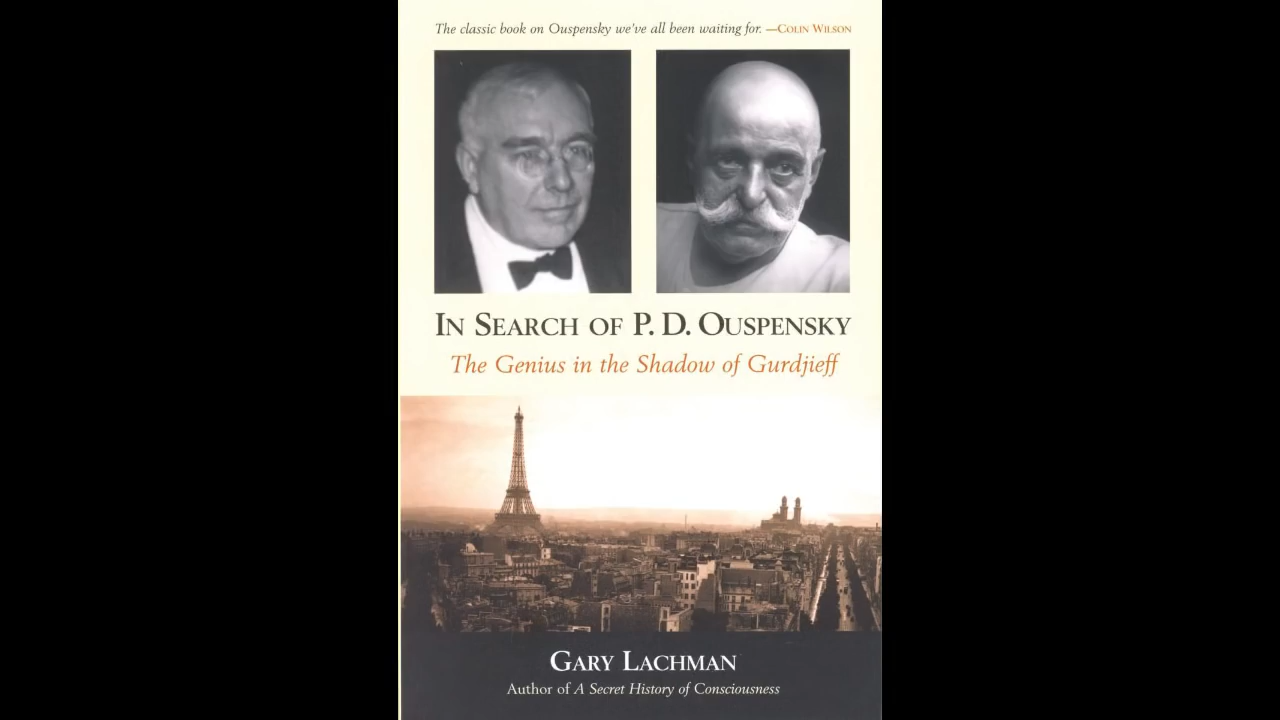 The classic book on Ouspensky we've all been waiting for. —Colin Wilson
In Search of P. D. Ouspensky
The Genius in the Shadow of Gurdjieff
Gary Lachman
Author of A Secret History of Consciousness